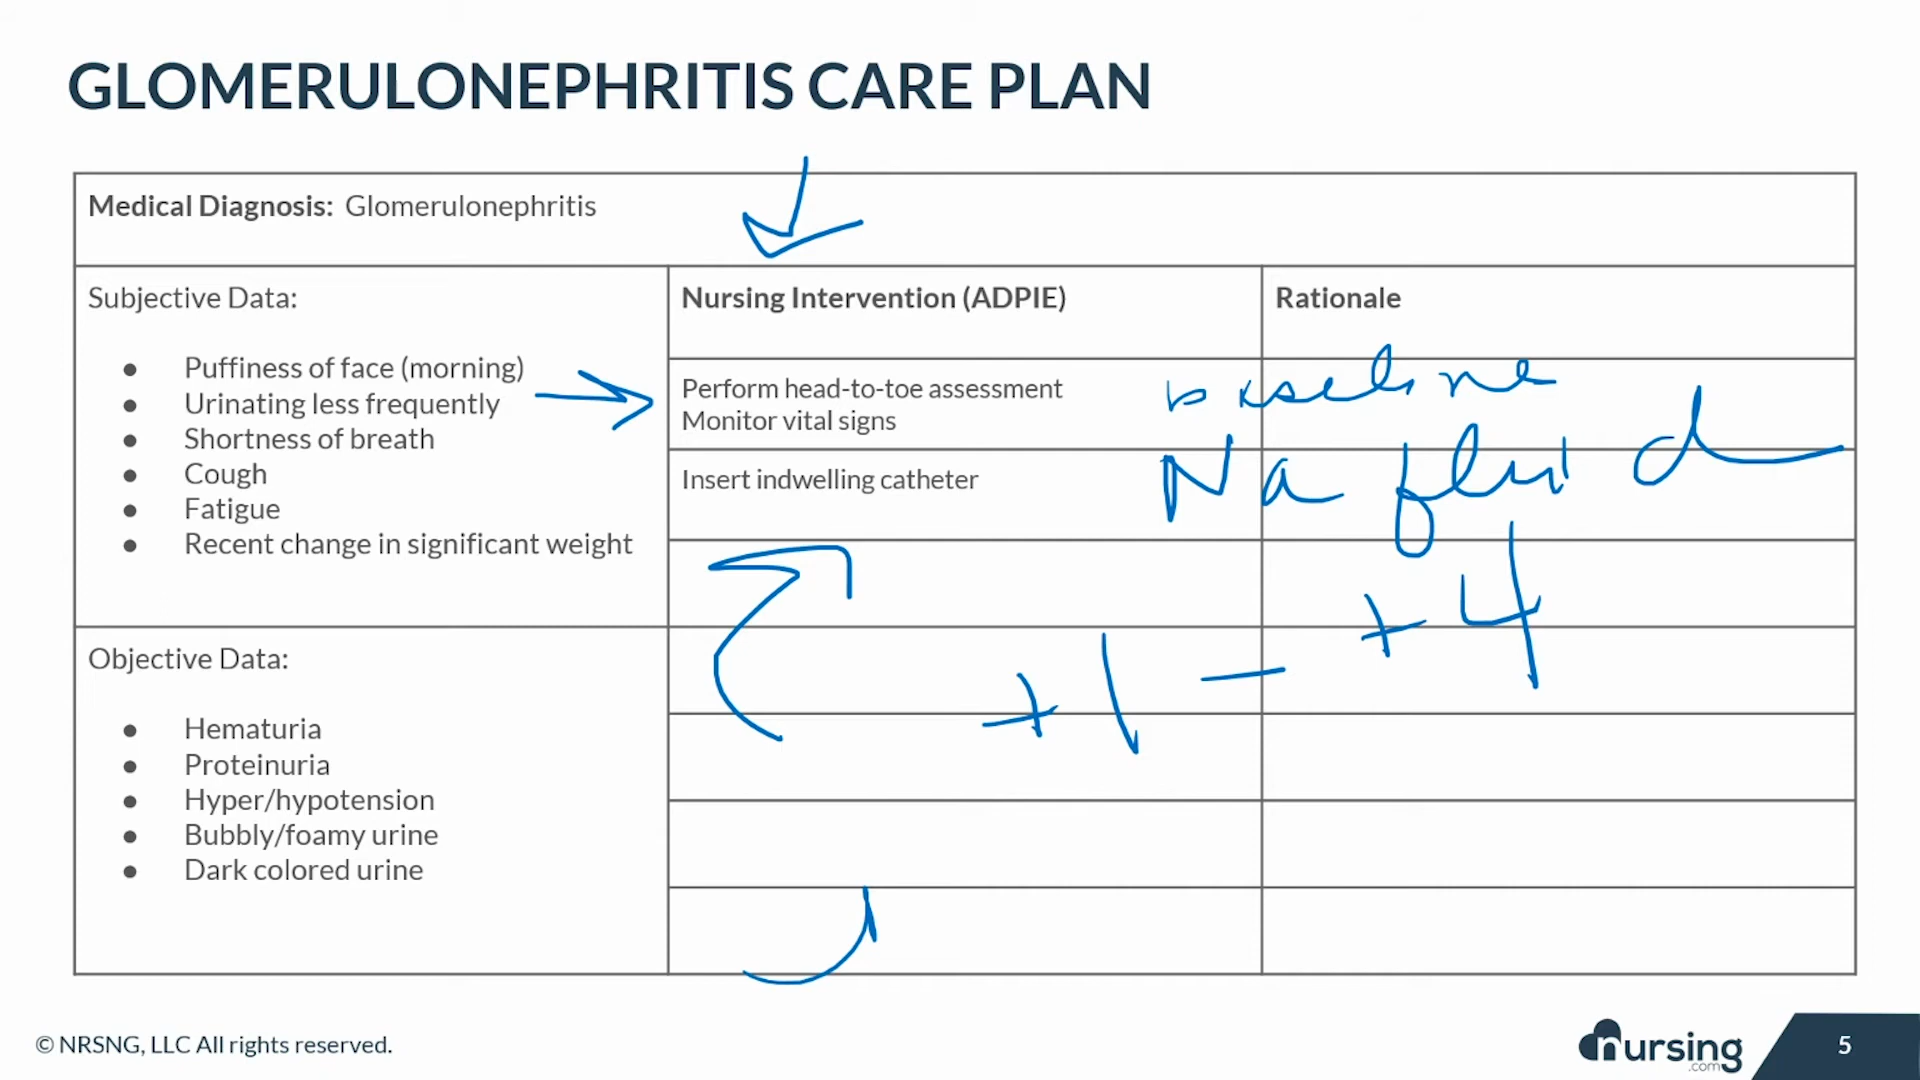 GLOMERULONEPHRITIS CARE PLAN
Medical Diagnosis: Glomerulonephritis
Subjective Data:
● Puffiness of face (morning)
● Urinating less frequently
● Shortness of breath
● Cough
● Fatigue
● Recent change in significant weight
Objective Data:
● Hematuria
● Proteinuria
● Hyper/hypotension
● Bubbly/foamy urine
● Dark colored urine
Nursing Intervention (ADPIE)
Rationale
Perform head-to-toe assessment
Monitor vital signs
baseline
Insert indwelling catheter
Na fluid
+1 - +4
© NRSNG, LLC All rights reserved.
nursing
.com
5